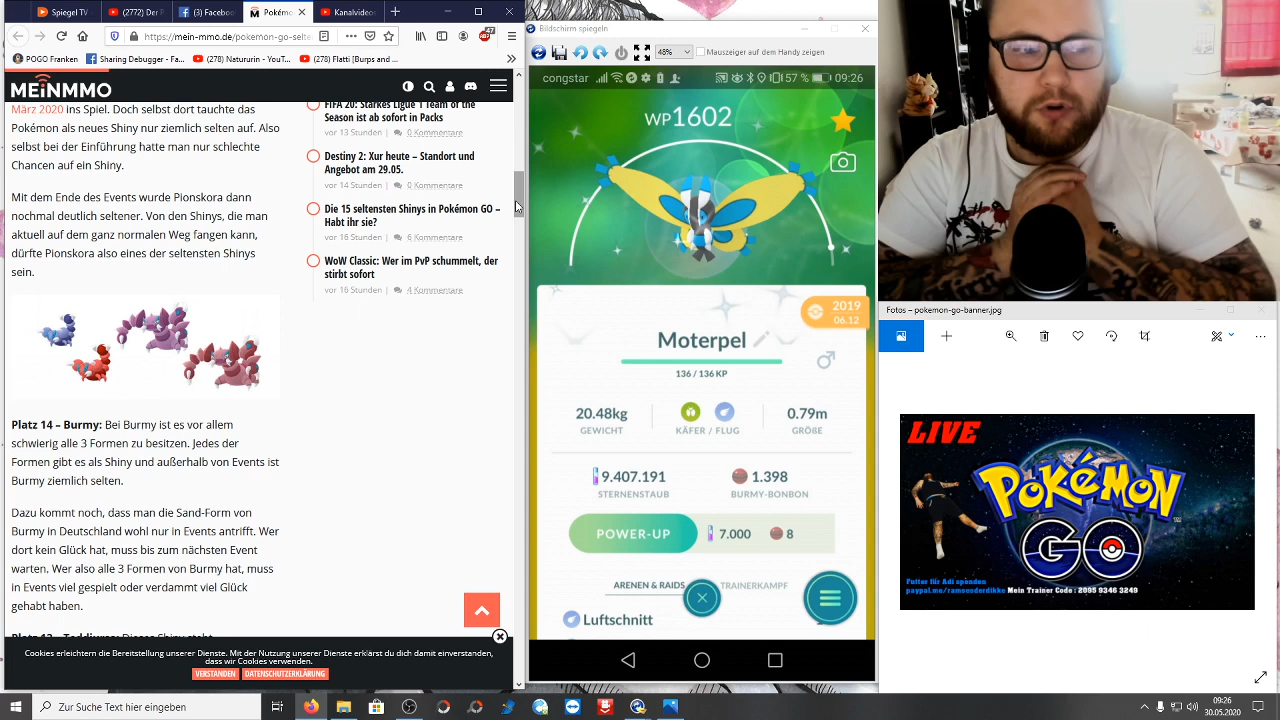 Spiegel TV
(2772) Der R
(3) Faceboo
Pokémo
Kanalvideos
https://mein-mmo.de/pokemon-go-selte
47
POGO Franken
Shaping Debugger - Fa...
(278) Natururin - YouT...
(278) Flatti [Burps and ...
MEiNMMO
März 2020 ins Spiel. Doch selbst dort tauchte das
Pokémon als neues Shiny nur ziemlich selten auf. Also
selbst bei der Einführung hatte man nur schlechte
Chancen auf ein Shiny.
Mit dem Ende des Events wurde Pionskora dann
nochmal deutlich seltener. Von den Shinys, die man
aktuell auf dem ganz normalen Weg fangen kann,
dürfte Pionskora also eines der seltensten Shinys
sein.
Platz 14 – Burmy: Bei Burmy ist es vor allem
schwierig alle 3 Formen zu besitzen. Jedes der
Formen gibt es als Shiny und außerhalb von Events ist
Burmy ziemlich selten.
Dazu kommt noch, dass man die Sand-Form von
Burmy in Deutschland wohl nur in Events antrifft. Wer
dort kein Glück hat, muss bis zum nächsten Event
warten. Wer also alle 3 Formen von Burmy hat, muss
in Events viel gespielt oder verdammt viel Glück
gehabt haben.
FIFA 20: Starkes Ligue 1 Team of the
Season ist ab sofort in Packs
vor 13 Stunden | 0 Kommentare
Destiny 2: Xur heute – Standort und
Angebot am 29.05.
vor 14 Stunden | 0 Kommentare
Die 15 seltensten Shinys in Pokémon GO –
Habt ihr sie?
vor 16 Stunden | 6 Kommentare
WoW Classic: Wer im PvP schummelt, der
stirbt sofort
vor 16 Stunden | 4 Kommentare
Cookies erleichtern die Bereitstellung unserer Dienste. Mit der Nutzung unserer Dienste erklärst du dich damit einverstanden,
dass wir Cookies verwenden.
VERSTANDEN
DATENSCHUTZERKLÄRUNG
Bildschirm spiegeln
48%
Mauszeiger auf dem Handy zeigen
congstar
57 %
09:26
WP1602
2019
06.12
Moterpel
136 / 136 KP
20.48kg
GEWICHT
KÄFER / FLUG
0.79m
GRÖßE
9.407.191
STERNENSTAUB
1.398
BURMY-BONBON
POWER-UP
7.000
8
ARENEN & RAIDS
TRAINERKAMPF
Luftschnitt
Fotos – pokemon-go-banner.jpg
LIVE
POKÉMON
GO
Futter für Adi spenden
paypal.me/ramsesderdikke Mein Trainer Code : 2095 9346 3249
Zur Suche Text hier eingeben
09:26
30.05.2020